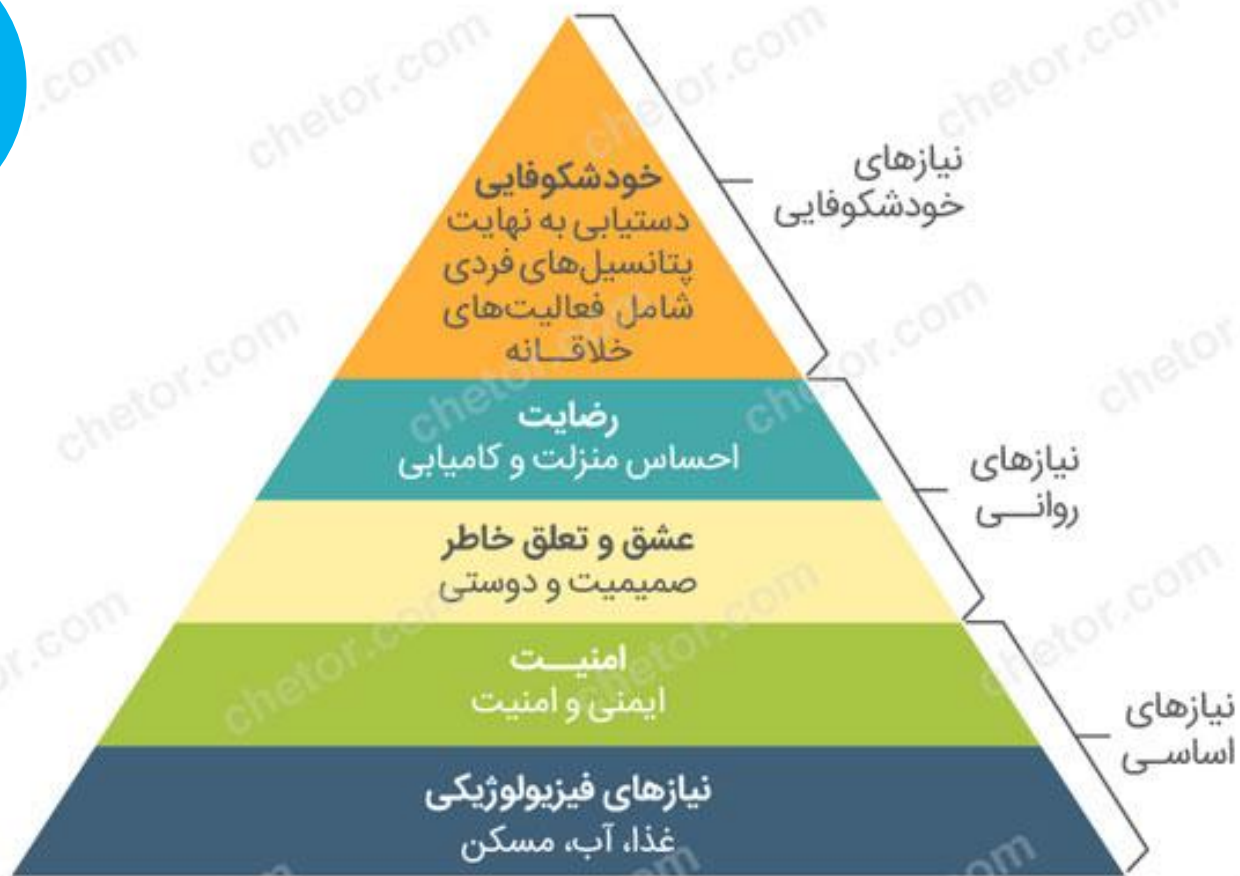 خودشکوفایی
دستیابی به نهایت
پتانسیل‌های فردی
شامل فعالیت‌های
خلاقــانه
نیازهای
خودشکوفایی
رضایت
احساس منزلت و کامیابی
عشق و تعلق خاطر
صمیمیت و دوستی
نیازهای
روانــی
امنیــت
ایمنی و امنیت
نیازهای فیزیولوژیکی
غذا، آب، مسکن
نیازهای
اساســی
chetor.com